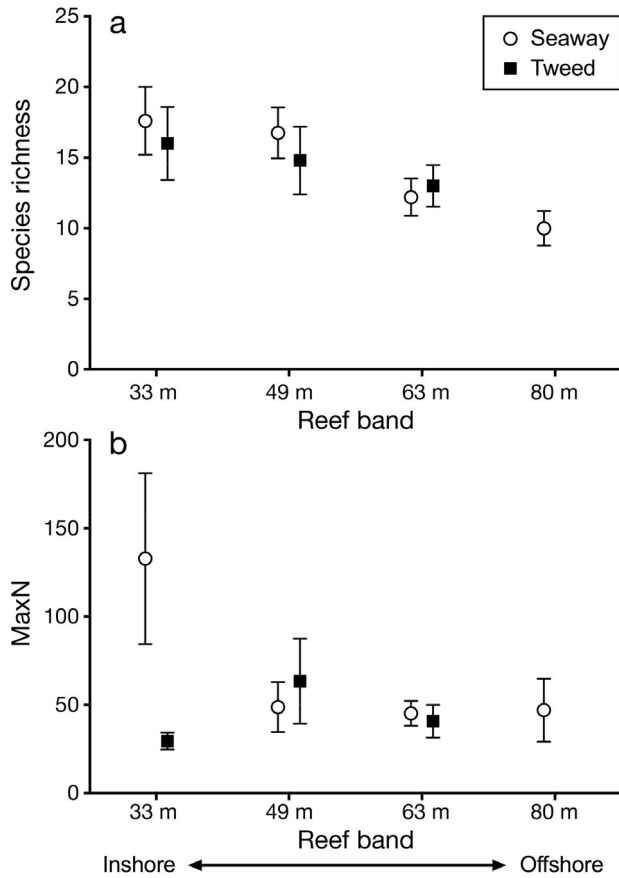 a
Seaway
Tweed
Species richness
25
20
15
10
5
0
33 m 49 m 63 m 80 m
Reef band
b
MaxN
200
150
100
50
0
33 m 49 m 63 m 80 m
Reef band
Inshore Offshore